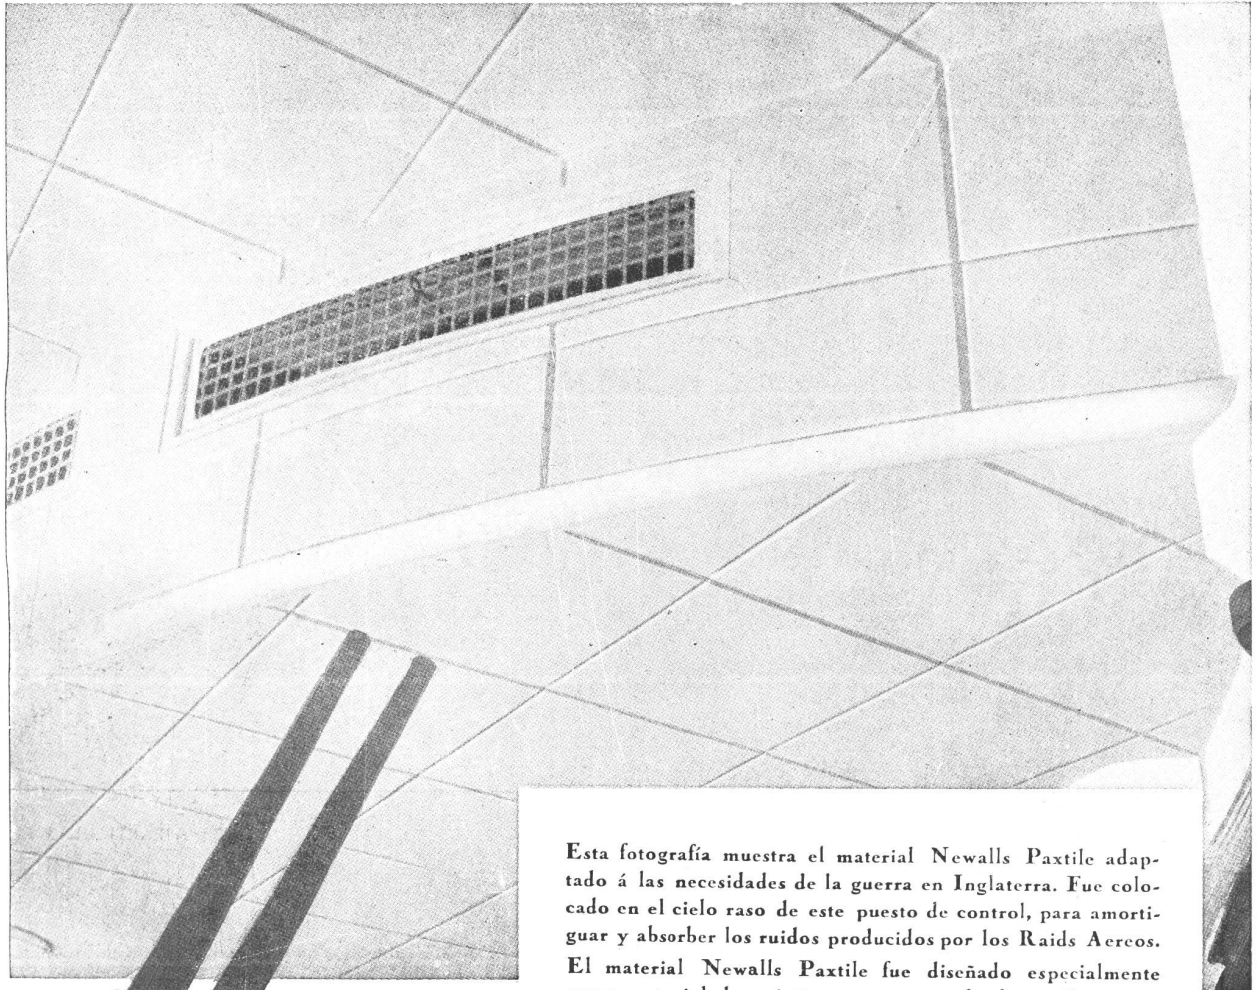 Esta fotografía muestra el material Newalls Paxtile adap-
tado á las necesidades de la guerra en Inglaterra. Fue colo-
cado en el cielo raso de este puesto de control, para amorti-
guar y absorber los ruidos producidos por los Raids Aereos.
El material Newalls Paxtile fue diseñado especialmente